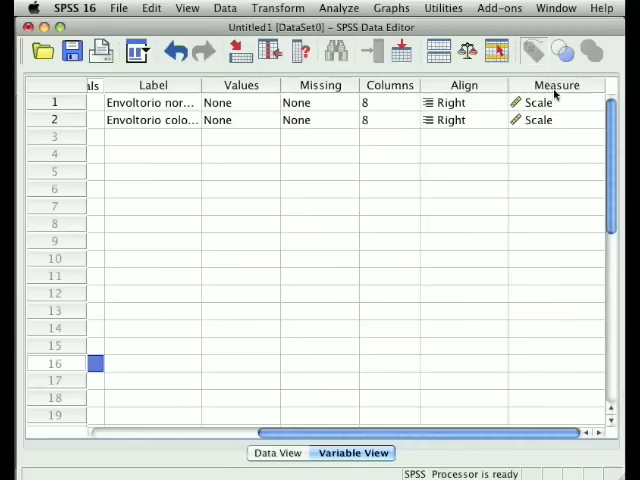 SPSS 16 File Edit View Data Transform Analyze Graphs Utilities Add-ons Window Help
Untitled1 [DataSet0] - SPSS Data Editor
als Label Values Missing Columns Align Measure
1 Envoltorio nor... None None 8 Right Scale
2 Envoltorio colo... None None 8 Right Scale
3
4
5
6
7
8
9
10
11
12
13
14
15
16
17
18
19
Data View Variable View
SPSS Processor is ready